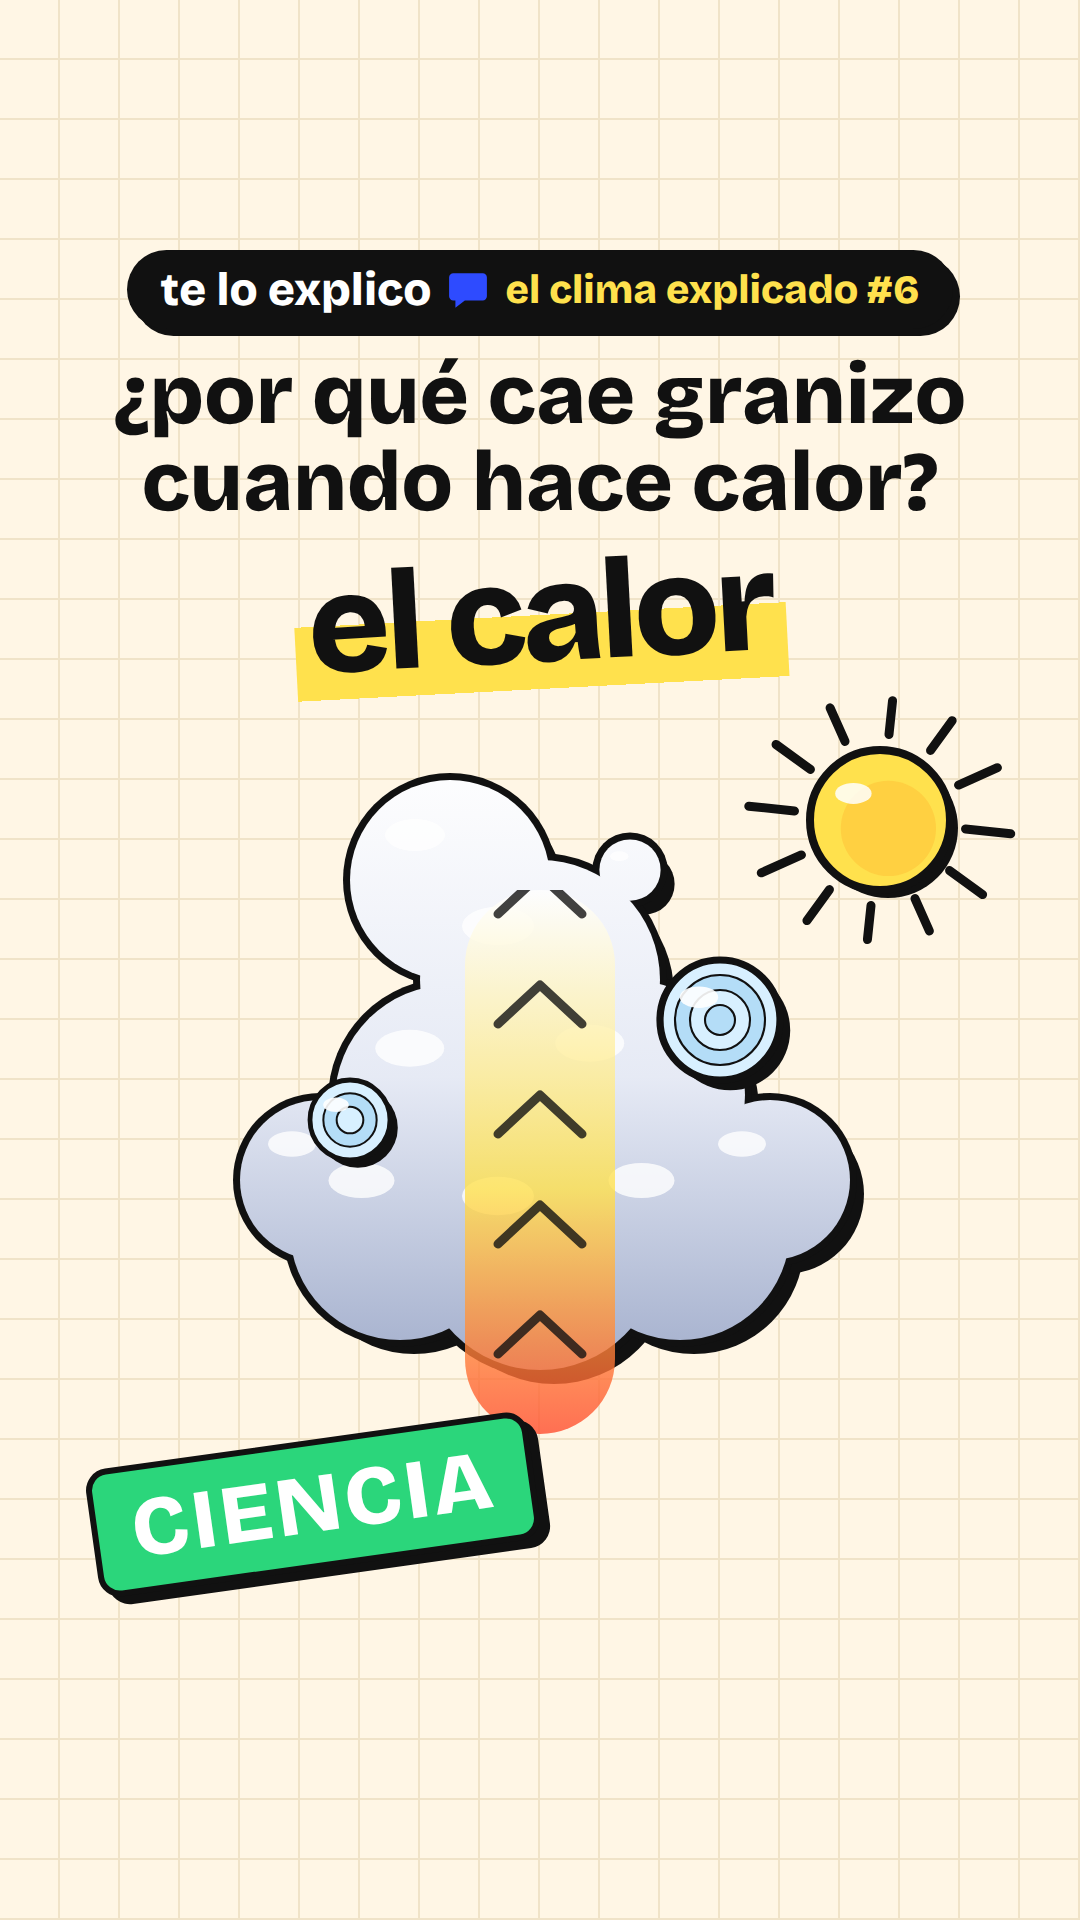 te lo explico el clima explicado #6
¿por qué cae granizo
cuando hace calor?
el calor
CIENCIA